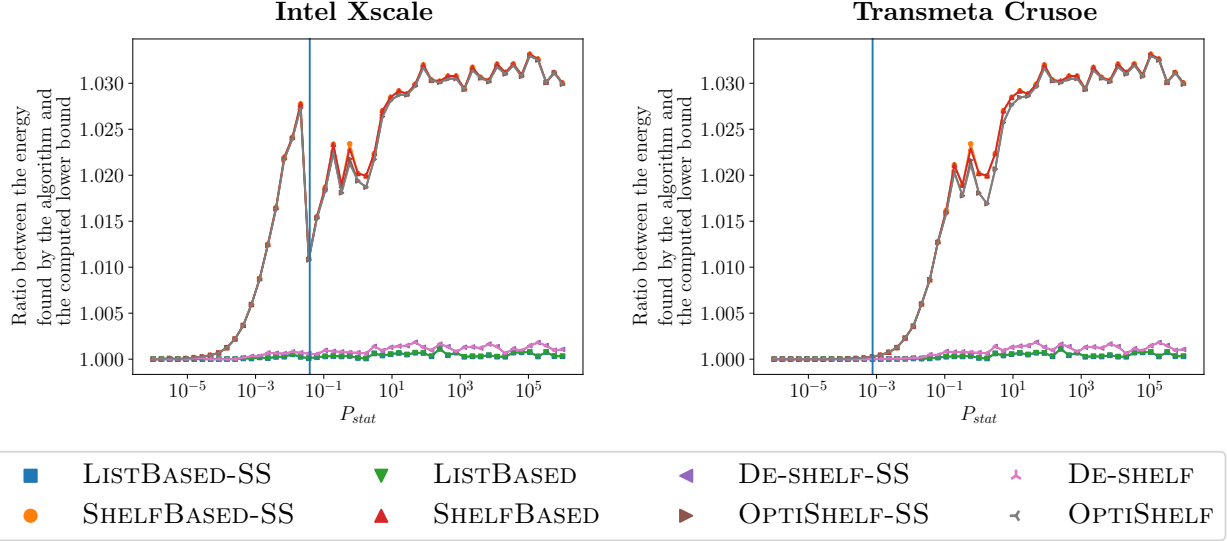 Intel Xscale
Ratio between the energy
found by the algorithm and
the computed lower bound
1.030
1.025
1.020
1.015
1.010
1.005
1.000
10^−5
10^−3
10^−1
10^1
10^3
10^5
P_stat
Transmeta Crusoe
Ratio between the energy
found by the algorithm and
the computed lower bound
1.030
1.025
1.020
1.015
1.010
1.005
1.000
10^−5
10^−3
10^−1
10^1
10^3
10^5
P_stat
LISTBASED-SS
LISTBASED
DE-SHELF-SS
DE-SHELF
SHELFBASED-SS
SHELFBASED
OPTISHELF-SS
OPTISHELF